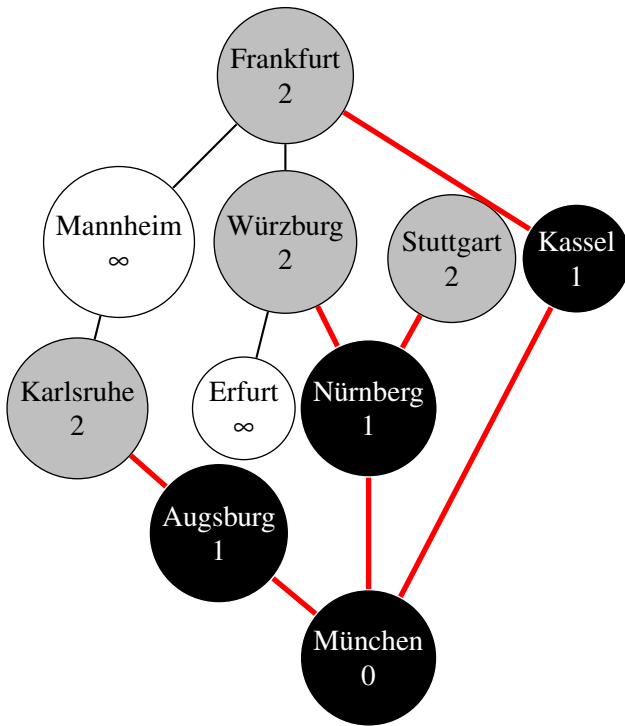 Frankfurt
2
Mannheim
∞
Würzburg
2
Stuttgart
2
Kassel
1
Karlsruhe
2
Erfurt
∞
Nürnberg
1
Augsburg
1
München
0